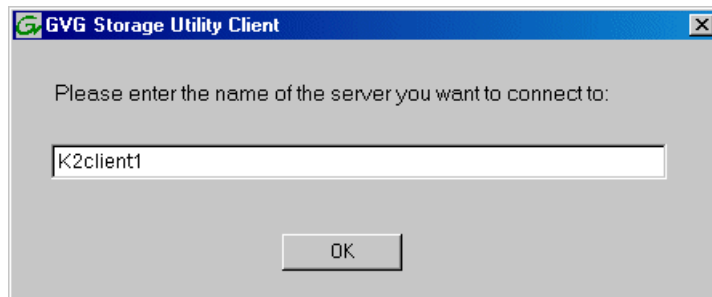 GVG Storage Utility Client
Please enter the name of the server you want to connect to:
K2client1
OK